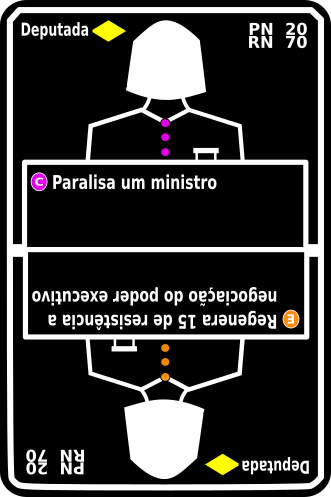 Deputada
PN 20
RN 70
C Paralisa um ministro
E Regenera 15 de resistência a
negociação do poder executivo
Deputada
PN 20
RN 70